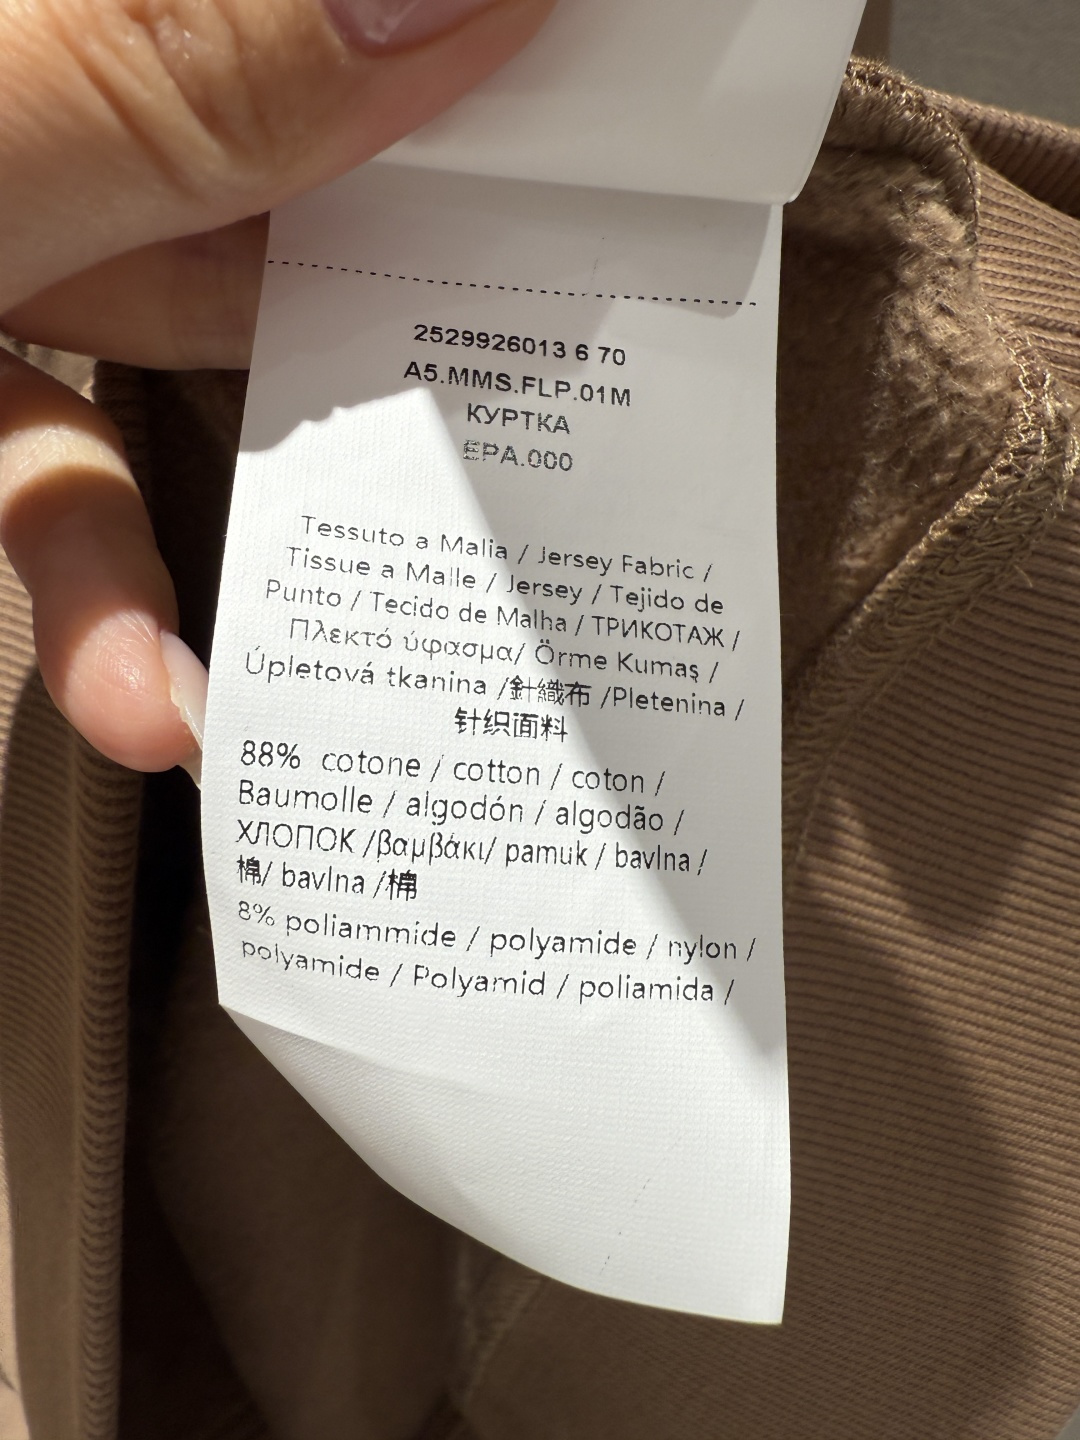 2529926013 6 70
A5.MMS.FLP.01M
КУРТКА
EPA.000
Tessuto a Malia / Jersey Fabric /
Tissue a Malle / Jersey / Tejido de
Punto / Tecido de Malha / ТРИКОТАЖ /
Πλεκτό ύφασμα/ Örme Kumaş /
Úpletová tkanina /針織布 /Pletenina /
针织面料
88% cotone / cotton / coton /
Baumolle / algodón / algodão /
ХЛОПОК /βαμβάκι/ pamuk / bavlna /
棉/ bavlna /棉
8% poliammide / polyamide / nylon /
polyamide / Polyamid / poliamida /